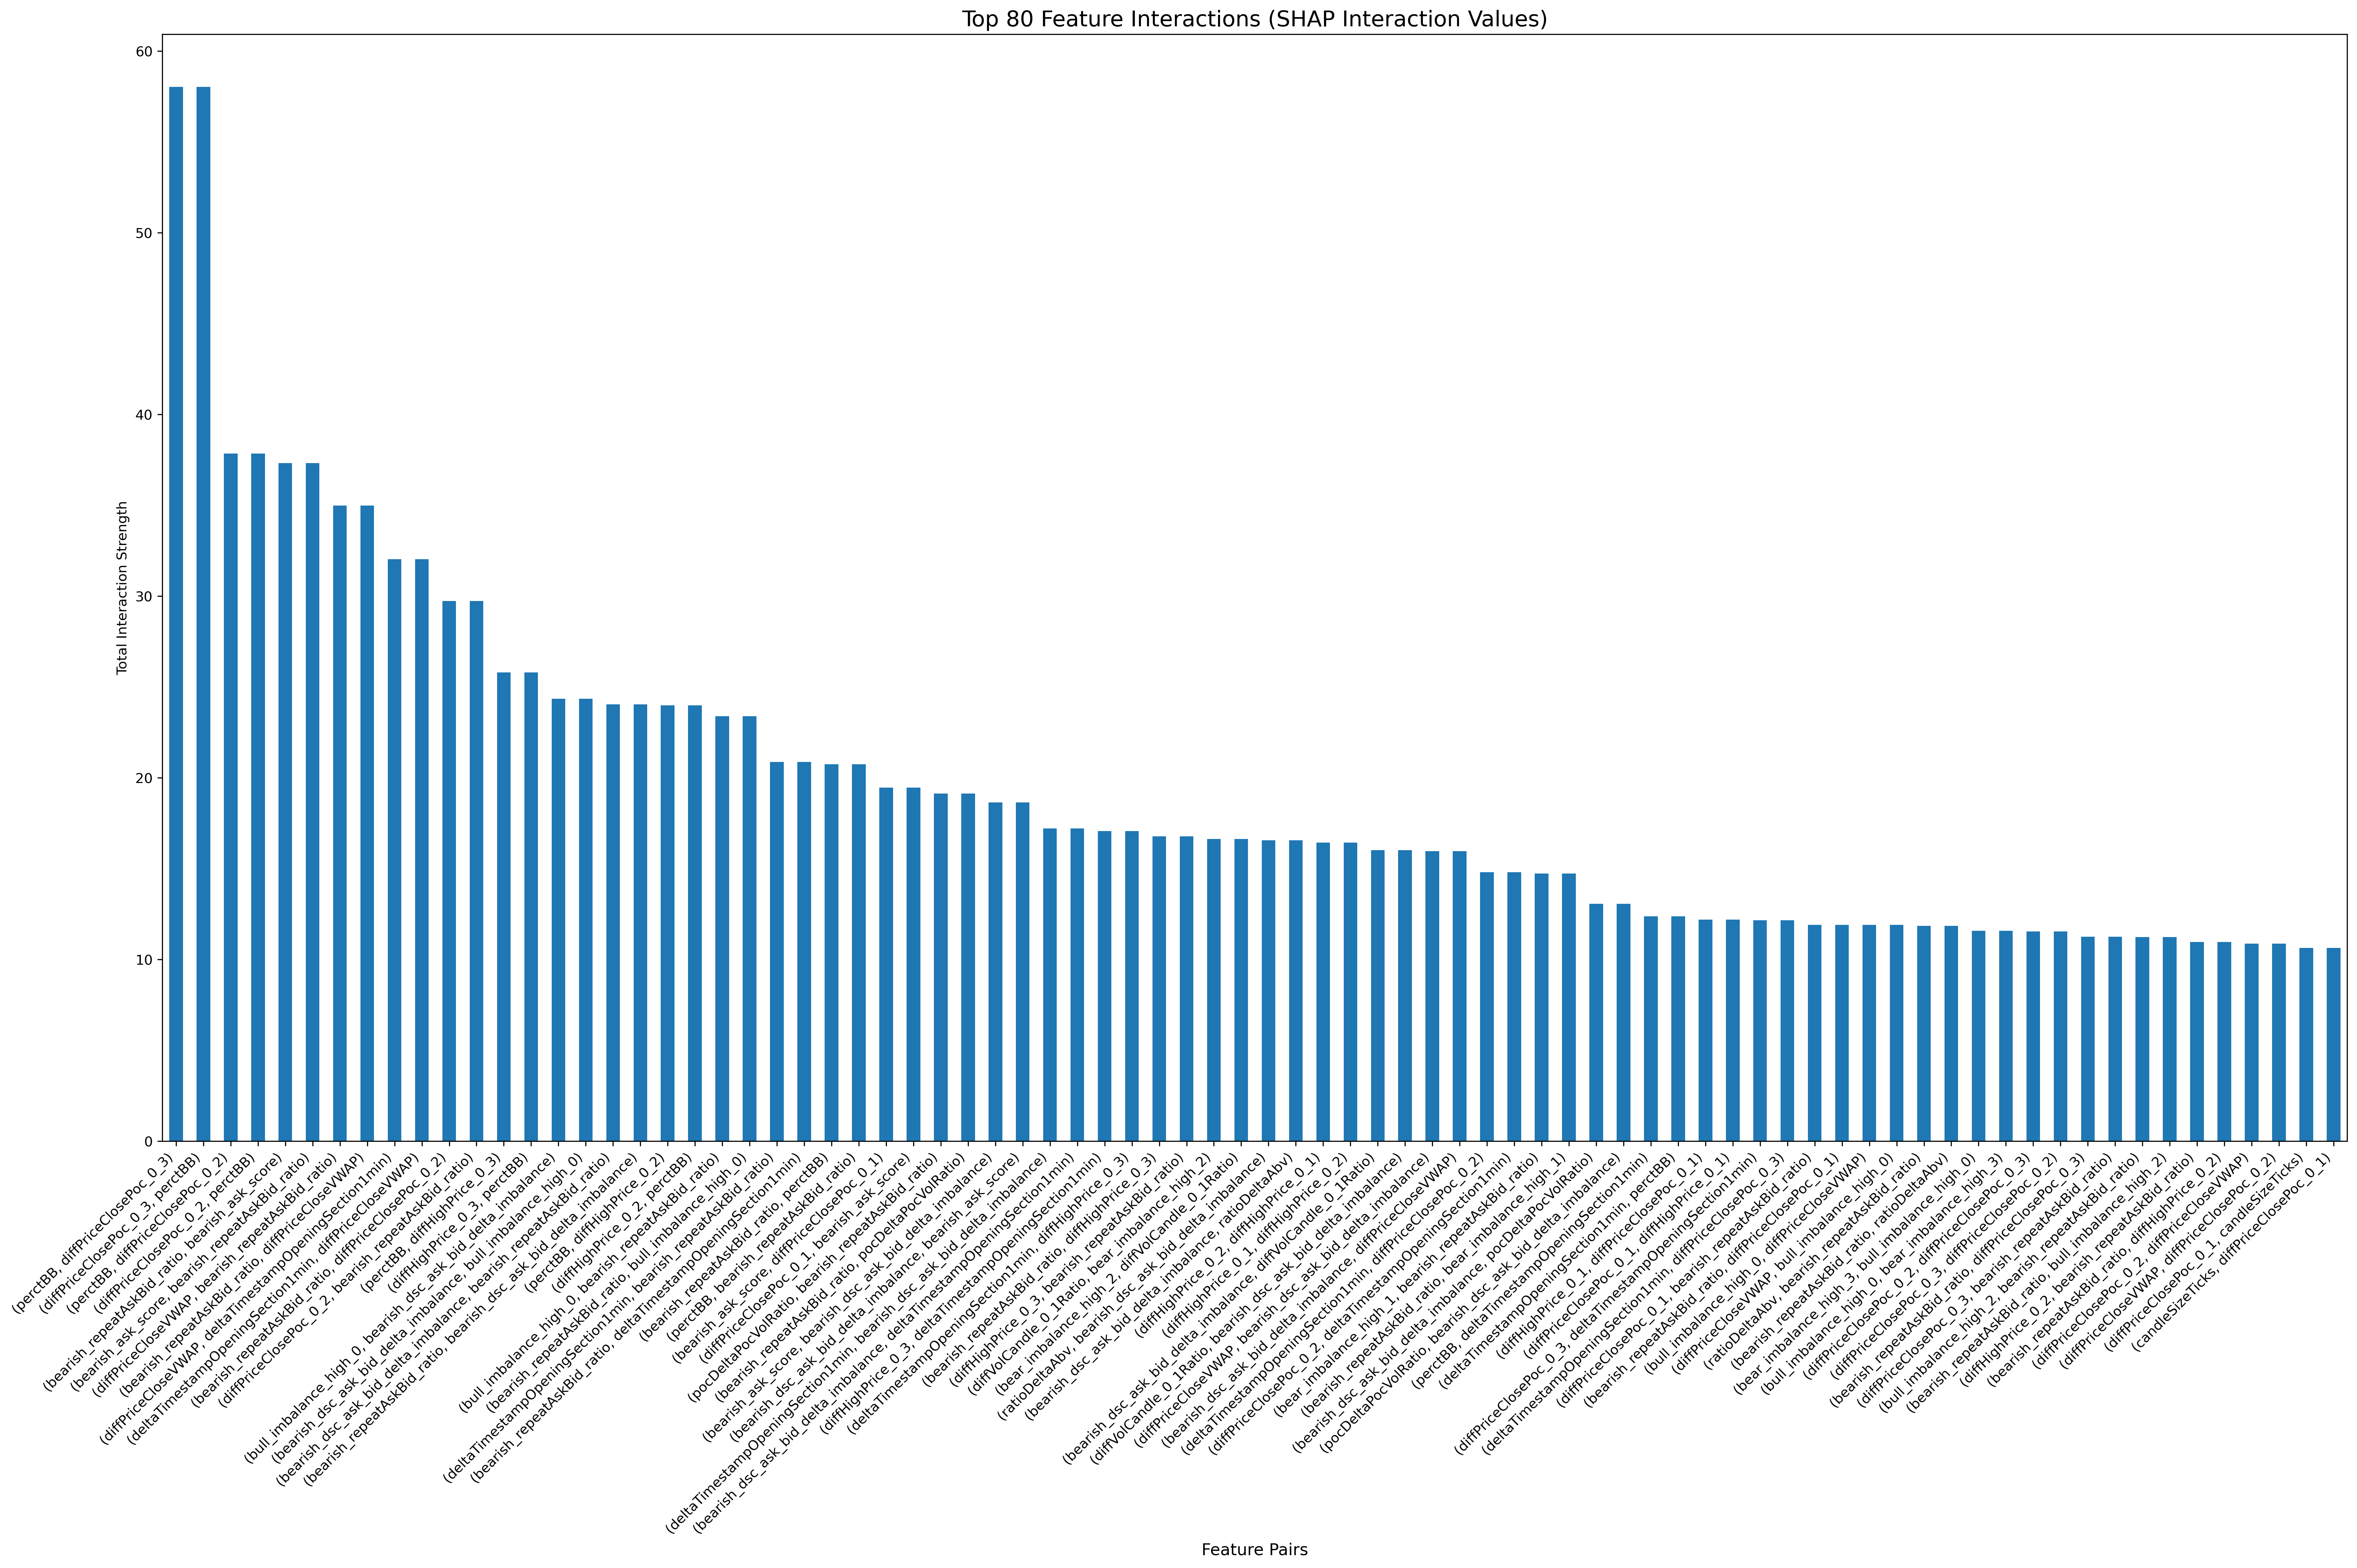 Top 80 Feature Interactions (SHAP Interaction Values)
Total Interaction Strength
60
50
40
30
20
10
0
(perctBB, diffPriceClosePoc_0_3)
(diffPriceClosePoc_0_3, perctBB)
(perctBB, diffPriceClosePoc_0_2)
(diffPriceClosePoc_0_2, perctBB)
(bearish_repeatAskBid_ratio, bearish_ask_score)
(bearish_ask_score, bearish_repeatAskBid_ratio)
(diffPriceCloseVWAP, bearish_repeatAskBid_ratio)
(bearish_repeatAskBid_ratio, diffPriceCloseVWAP)
(diffPriceCloseVWAP, deltaTimestampOpeningSection1min)
(deltaTimestampOpeningSection1min, diffPriceCloseVWAP)
(bearish_repeatAskBid_ratio, diffPriceClosePoc_0_2)
(diffPriceClosePoc_0_2, bearish_repeatAskBid_ratio)
(perctBB, diffHighPrice_0_3)
(diffHighPrice_0_3, perctBB)
(bull_imbalance_high_0, bearish_dsc_ask_bid_delta_imbalance)
(bearish_dsc_ask_bid_delta_imbalance, bull_imbalance_high_0)
(bearish_dsc_ask_bid_delta_imbalance, bearish_repeatAskBid_ratio)
(bearish_repeatAskBid_ratio, bearish_dsc_ask_bid_delta_imbalance)
(perctBB, diffHighPrice_0_2)
(diffHighPrice_0_2, perctBB)
(bull_imbalance_high_0, bearish_repeatAskBid_ratio)
(bearish_repeatAskBid_ratio, bull_imbalance_high_0)
(deltaTimestampOpeningSection1min, bearish_repeatAskBid_ratio)
(bearish_repeatAskBid_ratio, deltaTimestampOpeningSection1min)
(bearish_repeatAskBid_ratio, perctBB)
(perctBB, bearish_repeatAskBid_ratio)
(bearish_ask_score, diffPriceClosePoc_0_1)
(diffPriceClosePoc_0_1, bearish_ask_score)
(pocDeltaPocVolRatio, bearish_repeatAskBid_ratio)
(bearish_repeatAskBid_ratio, pocDeltaPocVolRatio)
(bearish_ask_score, bearish_dsc_ask_bid_delta_imbalance)
(bearish_dsc_ask_bid_delta_imbalance, bearish_ask_score)
(deltaTimestampOpeningSection1min, bearish_dsc_ask_bid_delta_imbalance)
(bearish_dsc_ask_bid_delta_imbalance, deltaTimestampOpeningSection1min)
(diffHighPrice_0_3, deltaTimestampOpeningSection1min)
(deltaTimestampOpeningSection1min, diffHighPrice_0_3)
(bearish_repeatAskBid_ratio, diffHighPrice_0_3)
(diffHighPrice_0_3, bearish_repeatAskBid_ratio)
(diffVolCandle_0_1Ratio, bear_imbalance_high_2)
(bear_imbalance_high_2, diffVolCandle_0_1Ratio)
(ratioDeltaAbv, bearish_dsc_ask_bid_delta_imbalance)
(bearish_dsc_ask_bid_delta_imbalance, ratioDeltaAbv)
(diffHighPrice_0_2, diffHighPrice_0_1)
(diffHighPrice_0_1, diffHighPrice_0_2)
(bearish_dsc_ask_bid_delta_imbalance, diffVolCandle_0_1Ratio)
(diffVolCandle_0_1Ratio, bearish_dsc_ask_bid_delta_imbalance)
(diffPriceCloseVWAP, bearish_dsc_ask_bid_delta_imbalance)
(bearish_dsc_ask_bid_delta_imbalance, diffPriceCloseVWAP)
(deltaTimestampOpeningSection1min, diffPriceClosePoc_0_2)
(diffPriceClosePoc_0_2, deltaTimestampOpeningSection1min)
(bear_imbalance_high_1, bearish_repeatAskBid_ratio)
(bearish_repeatAskBid_ratio, bear_imbalance_high_1)
(bearish_dsc_ask_bid_delta_imbalance, pocDeltaPocVolRatio)
(pocDeltaPocVolRatio, bearish_dsc_ask_bid_delta_imbalance)
(perctBB, deltaTimestampOpeningSection1min)
(deltaTimestampOpeningSection1min, perctBB)
(diffHighPrice_0_1, diffPriceClosePoc_0_1)
(diffPriceClosePoc_0_1, diffHighPrice_0_1)
(diffPriceClosePoc_0_3, deltaTimestampOpeningSection1min)
(deltaTimestampOpeningSection1min, diffPriceClosePoc_0_3)
(diffPriceClosePoc_0_1, bearish_repeatAskBid_ratio)
(bearish_repeatAskBid_ratio, diffPriceClosePoc_0_1)
(bull_imbalance_high_0, diffPriceCloseVWAP)
(diffPriceCloseVWAP, bull_imbalance_high_0)
(ratioDeltaAbv, bearish_repeatAskBid_ratio)
(bearish_repeatAskBid_ratio, ratioDeltaAbv)
(bear_imbalance_high_3, bull_imbalance_high_0)
(bull_imbalance_high_0, bear_imbalance_high_3)
(diffPriceClosePoc_0_2, diffPriceClosePoc_0_3)
(diffPriceClosePoc_0_3, diffPriceClosePoc_0_2)
(bearish_repeatAskBid_ratio, diffPriceClosePoc_0_3)
(diffPriceClosePoc_0_3, bearish_repeatAskBid_ratio)
(bull_imbalance_high_2, bearish_repeatAskBid_ratio)
(bearish_repeatAskBid_ratio, bull_imbalance_high_2)
(diffHighPrice_0_2, bearish_repeatAskBid_ratio)
(bearish_repeatAskBid_ratio, diffHighPrice_0_2)
(diffPriceClosePoc_0_2, diffPriceCloseVWAP)
(diffPriceCloseVWAP, diffPriceClosePoc_0_2)
(diffPriceClosePoc_0_1, candleSizeTicks)
(candleSizeTicks, diffPriceClosePoc_0_1)
Feature Pairs